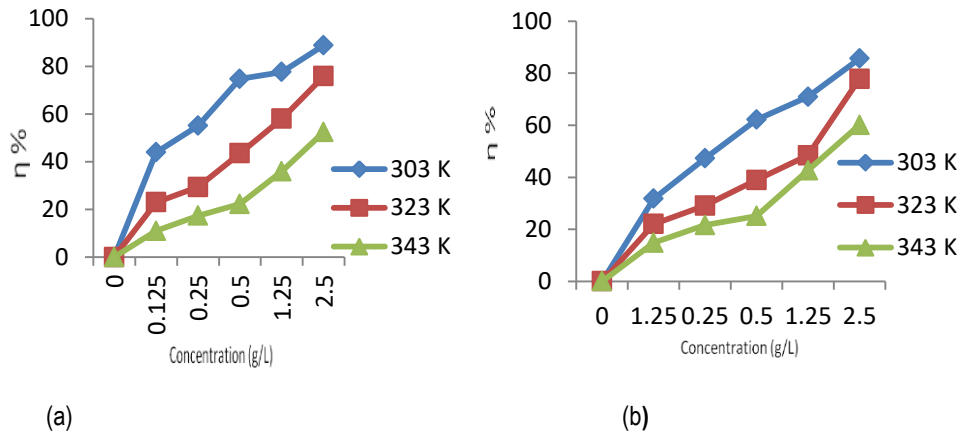 100
80
60
40
20
0
η %
0
0.125
0.25
0.5
1.25
2.5
Concentration (g/L)
303 K
323 K
343 K
(a)
100
80
60
40
20
0
η %
0 1.25 0.25 0.5 1.25 2.5
Concentration (g/L)
303 K
323 K
343 K
(b)